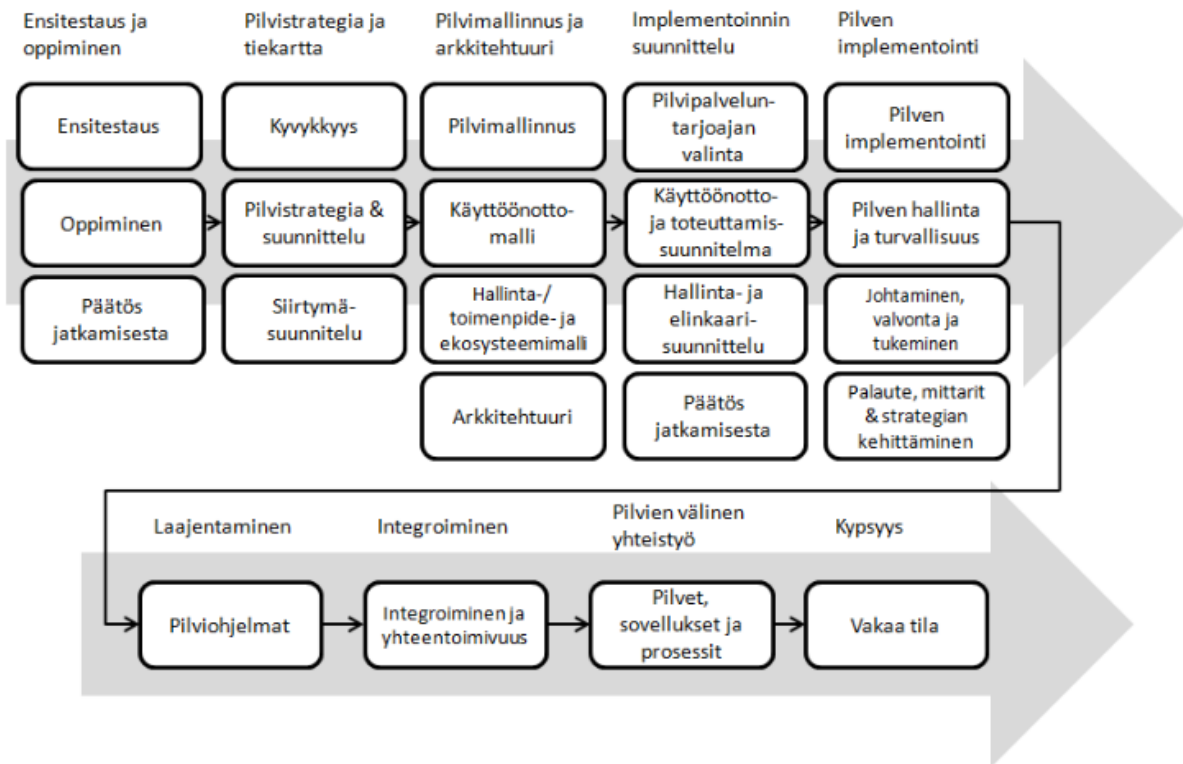 Ensitestaus ja
oppiminen
Pilvistrategia ja
tiekartta
Pilvimallinnus ja
arkkitehtuuri
Implementoinnin
suunnittelu
Pilven
implementointi
Ensitestaus
Kyvykkyys
Pilvimallinnus
Pilvipalvelun-
tarjoajan
valinta
Pilven
implementointi
Oppiminen
Pilvistrategia &
suunnittelu
Käyttöönotto-
malli
Käyttöönotto-
ja toteuttamis-
suunnitelma
Pilven hallinta
ja turvallisuus
Päätös
jatkamisesta
Siirtymä-
suunnitelu
Hallinta-/
toimenpide- ja
ekosysteemimalli
Hallinta- ja
elinkaari-
suunnittelu
Johtaminen,
valvonta ja
tukeminen
Arkkitehtuuri
Päätös
jatkamisesta
Palaute, mittarit
& strategian
kehittäminen
Laajentaminen
Integroiminen
Pilvien välinen
yhteistyö
Kypsyys
Pilviohjelmat
Integroiminen ja
yhteentoimivuus
Pilvet,
sovellukset ja
prosessit
Vakaa tila